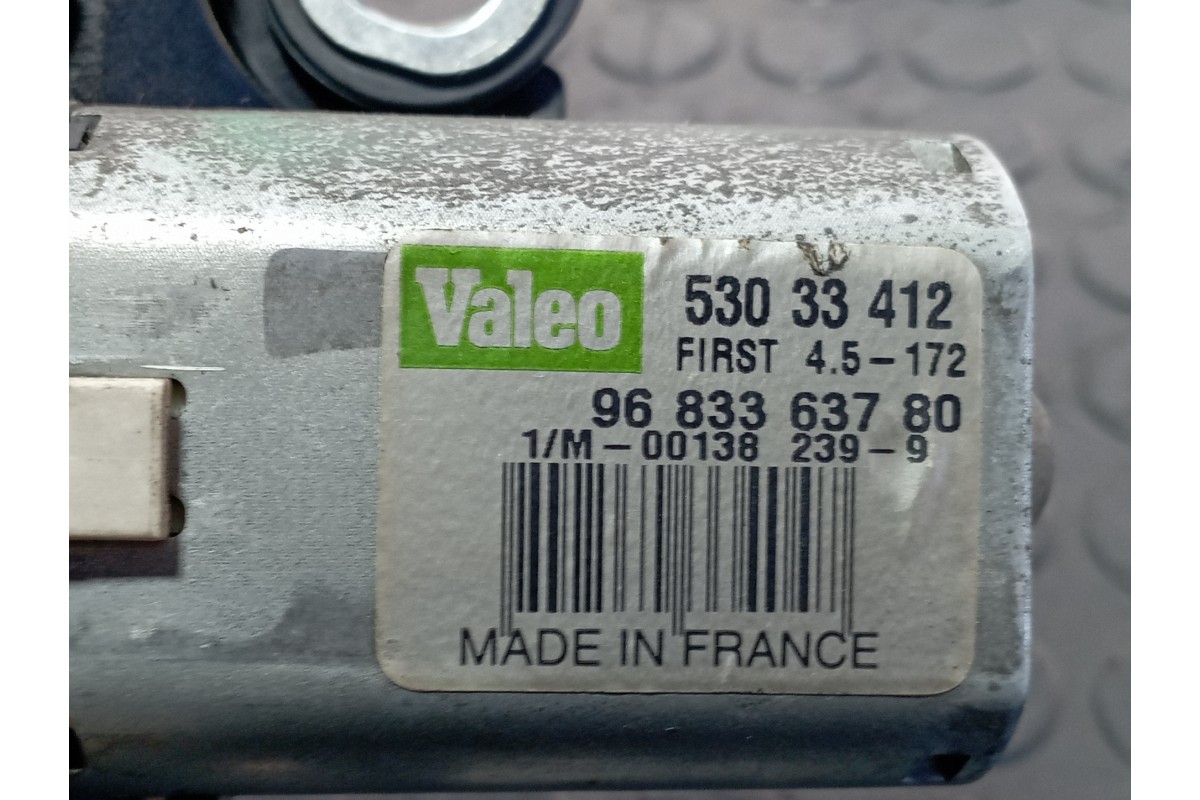 Valeo 530 33 412
FIRST 4.5-172
96 833 637 80
1/M-00138 239-9
MADE IN FRANCE